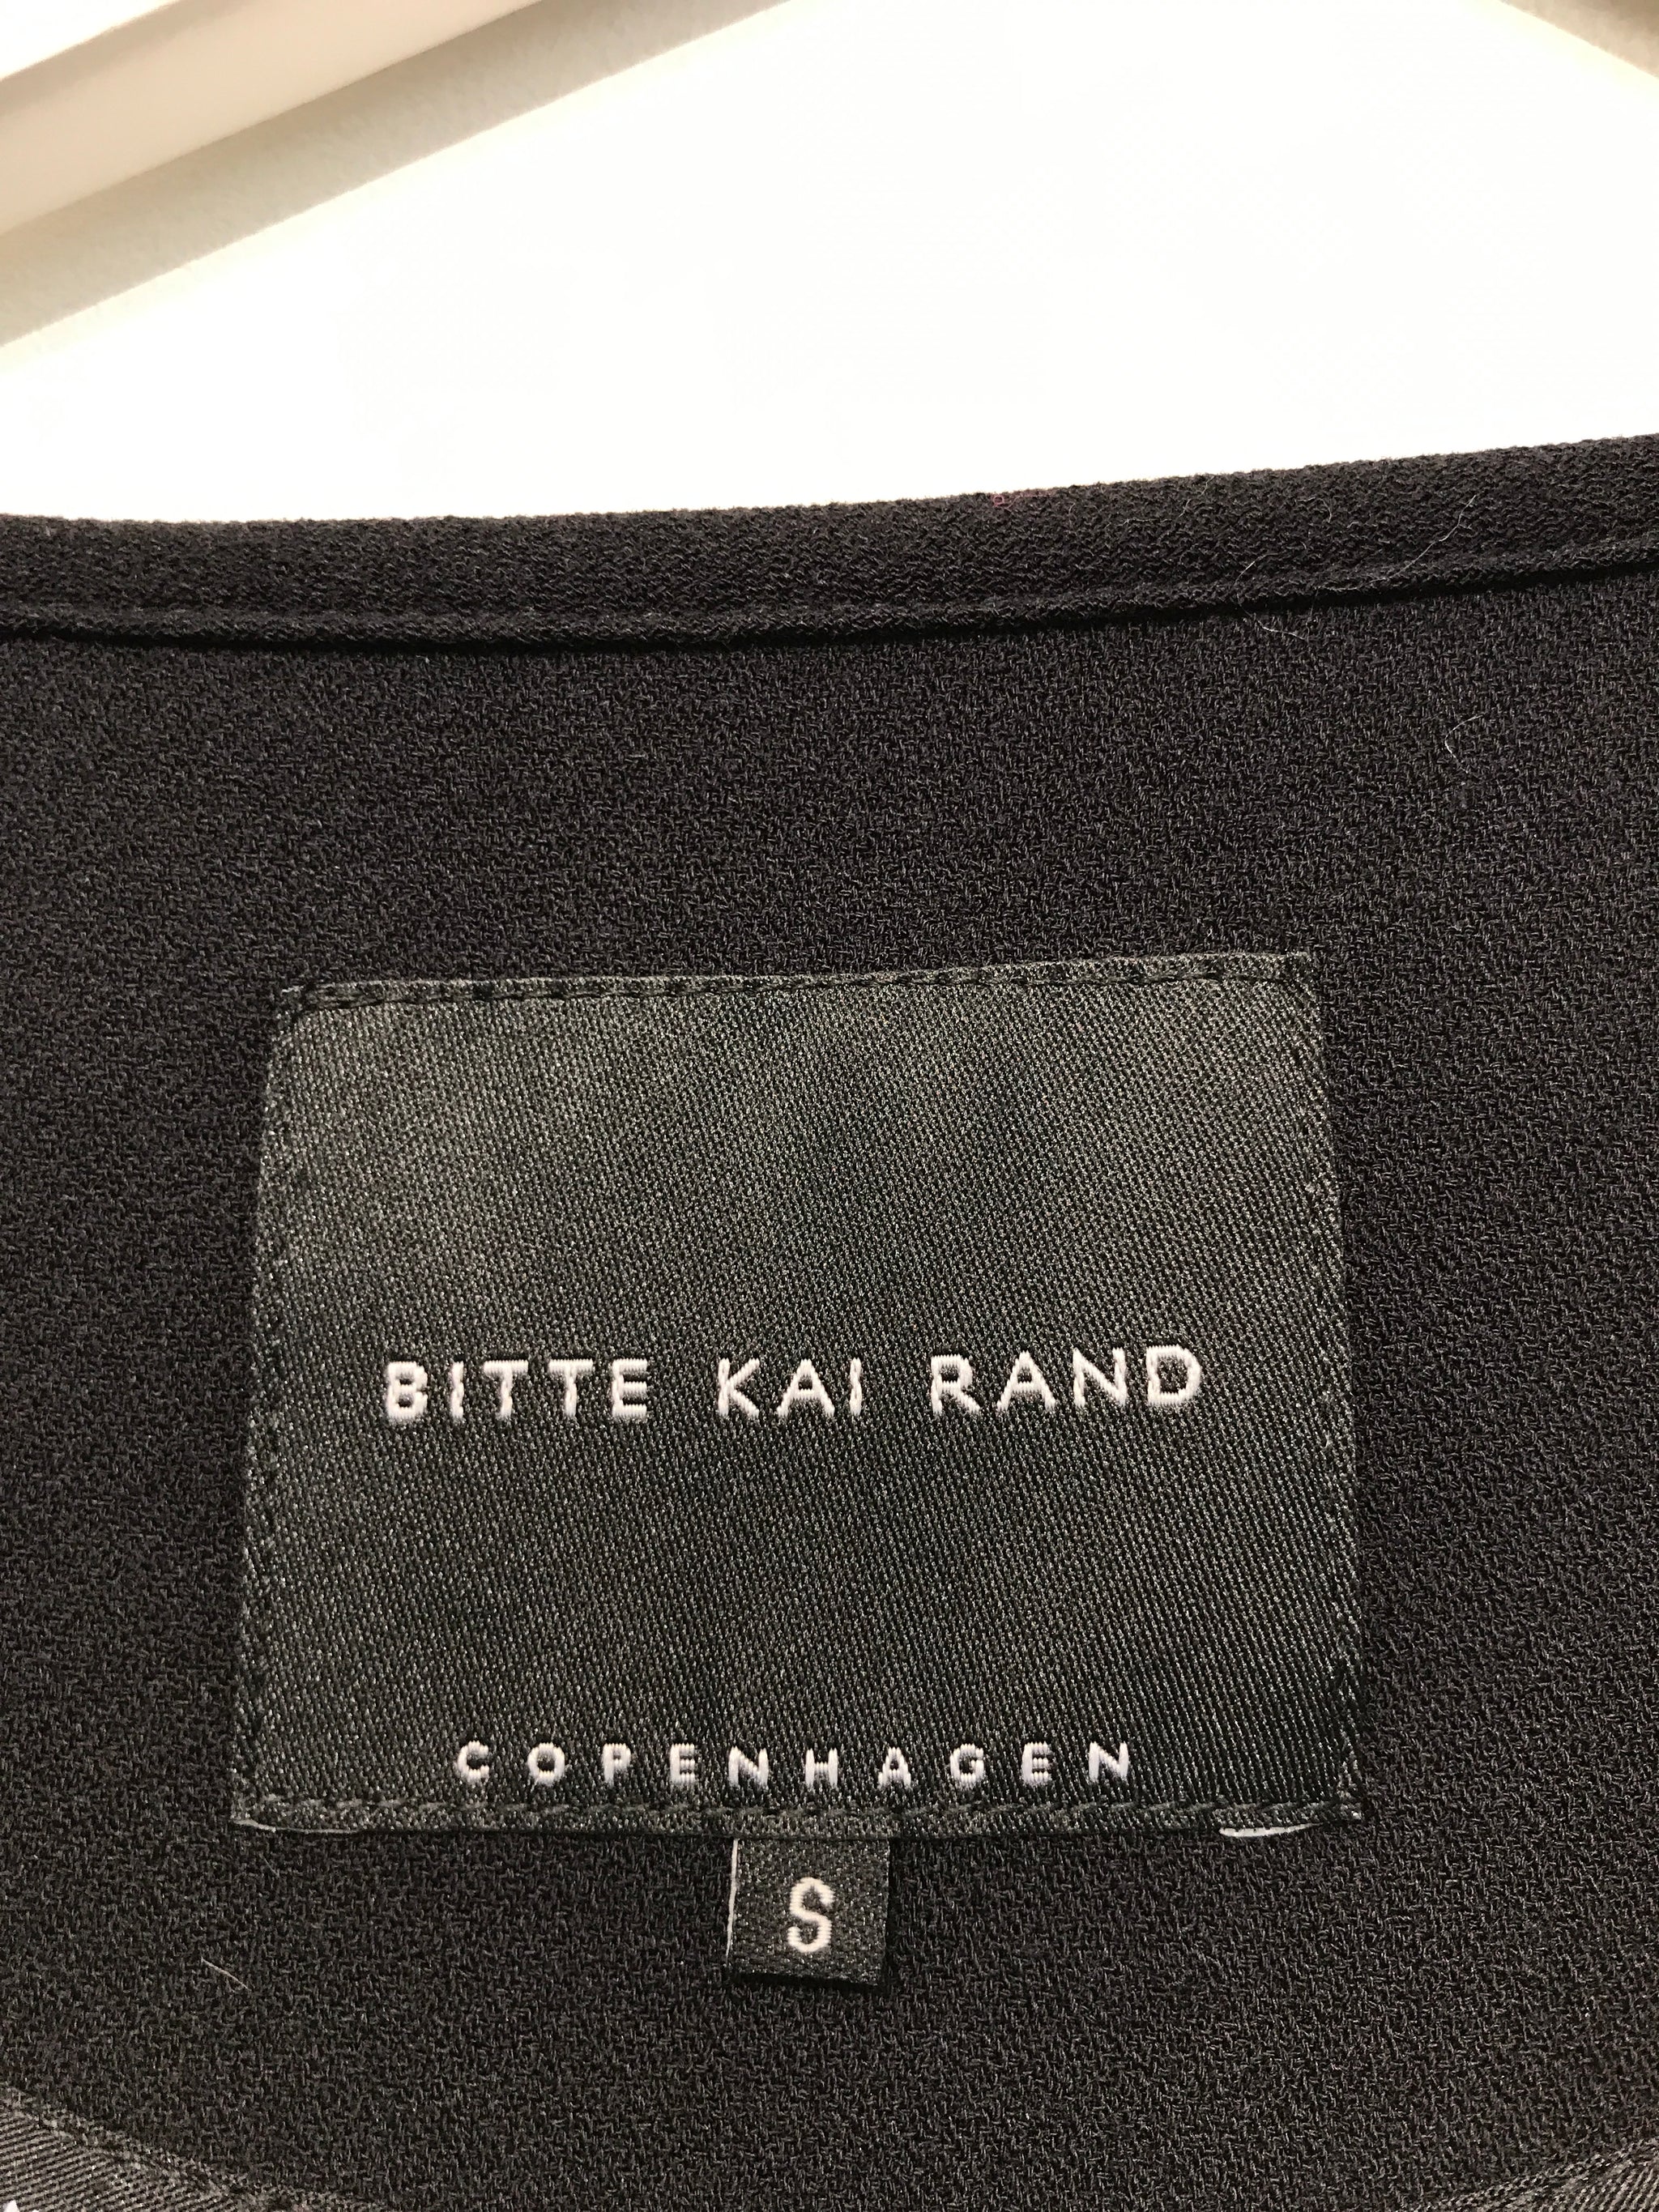 BITTE KAI RAND
COPENHAGEN
S